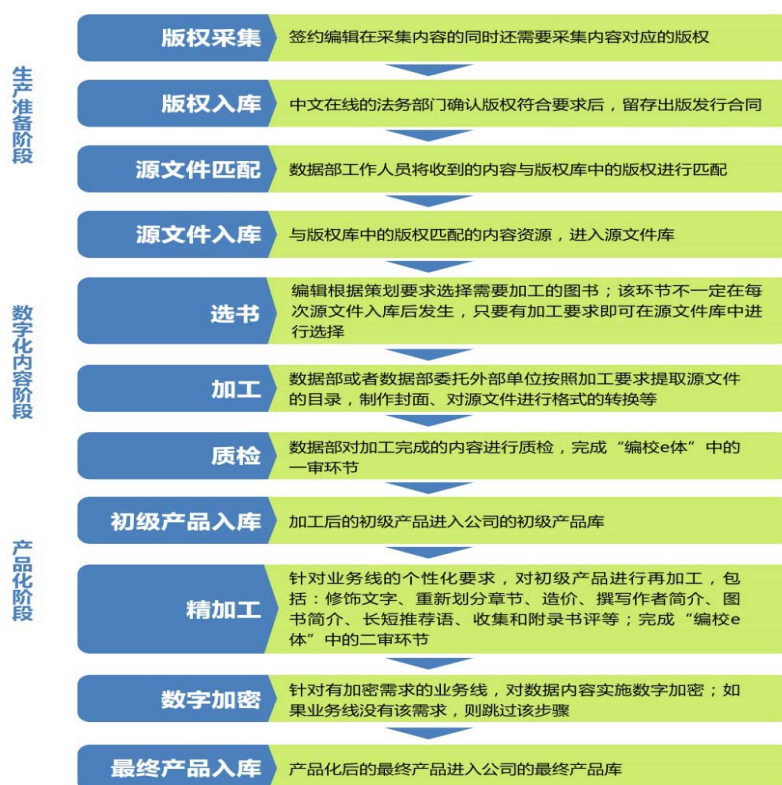 生产准备阶段
版权采集
签约编辑在采集内容的同时还需要采集内容对应的版权
版权入库
中文在线的法务部门确认版权符合要求后，留存出版发行合同
源文件匹配
数据部工作人员将收到的内容与版权库中的版权进行匹配
源文件入库
与版权库中的版权匹配的内容资源，进入源文件库
数字化内容阶段
选书
编辑根据策划要求选择需要加工的图书；该环节不一定在每
次源文件入库后发生，只要有加工要求即可在源文件库中进
行选择
加工
数据部或者数据部委托外部单位按照加工要求提取源文件
的目录，制作封面、对源文件进行格式的转换等
质检
数据部对加工完成的内容进行质检，完成“编校e体”中的
一审环节
产品化阶段
初级产品入库
加工后的初级产品进入公司的初级产品库
精加工
针对业务线的个性化要求，对初级产品进行再加工，包
括：修饰文字、重新划分章节、造价、撰写作者简介、图
书简介、长短推荐语、收集和附录书评等；完成“编校e
体”中的二审环节
数字加密
针对有加密需求的业务线，对数据内容实施数字加密；如
果业务线没有该需求，则跳过该步骤
最终产品入库
产品化后的最终产品进入公司的最终产品库